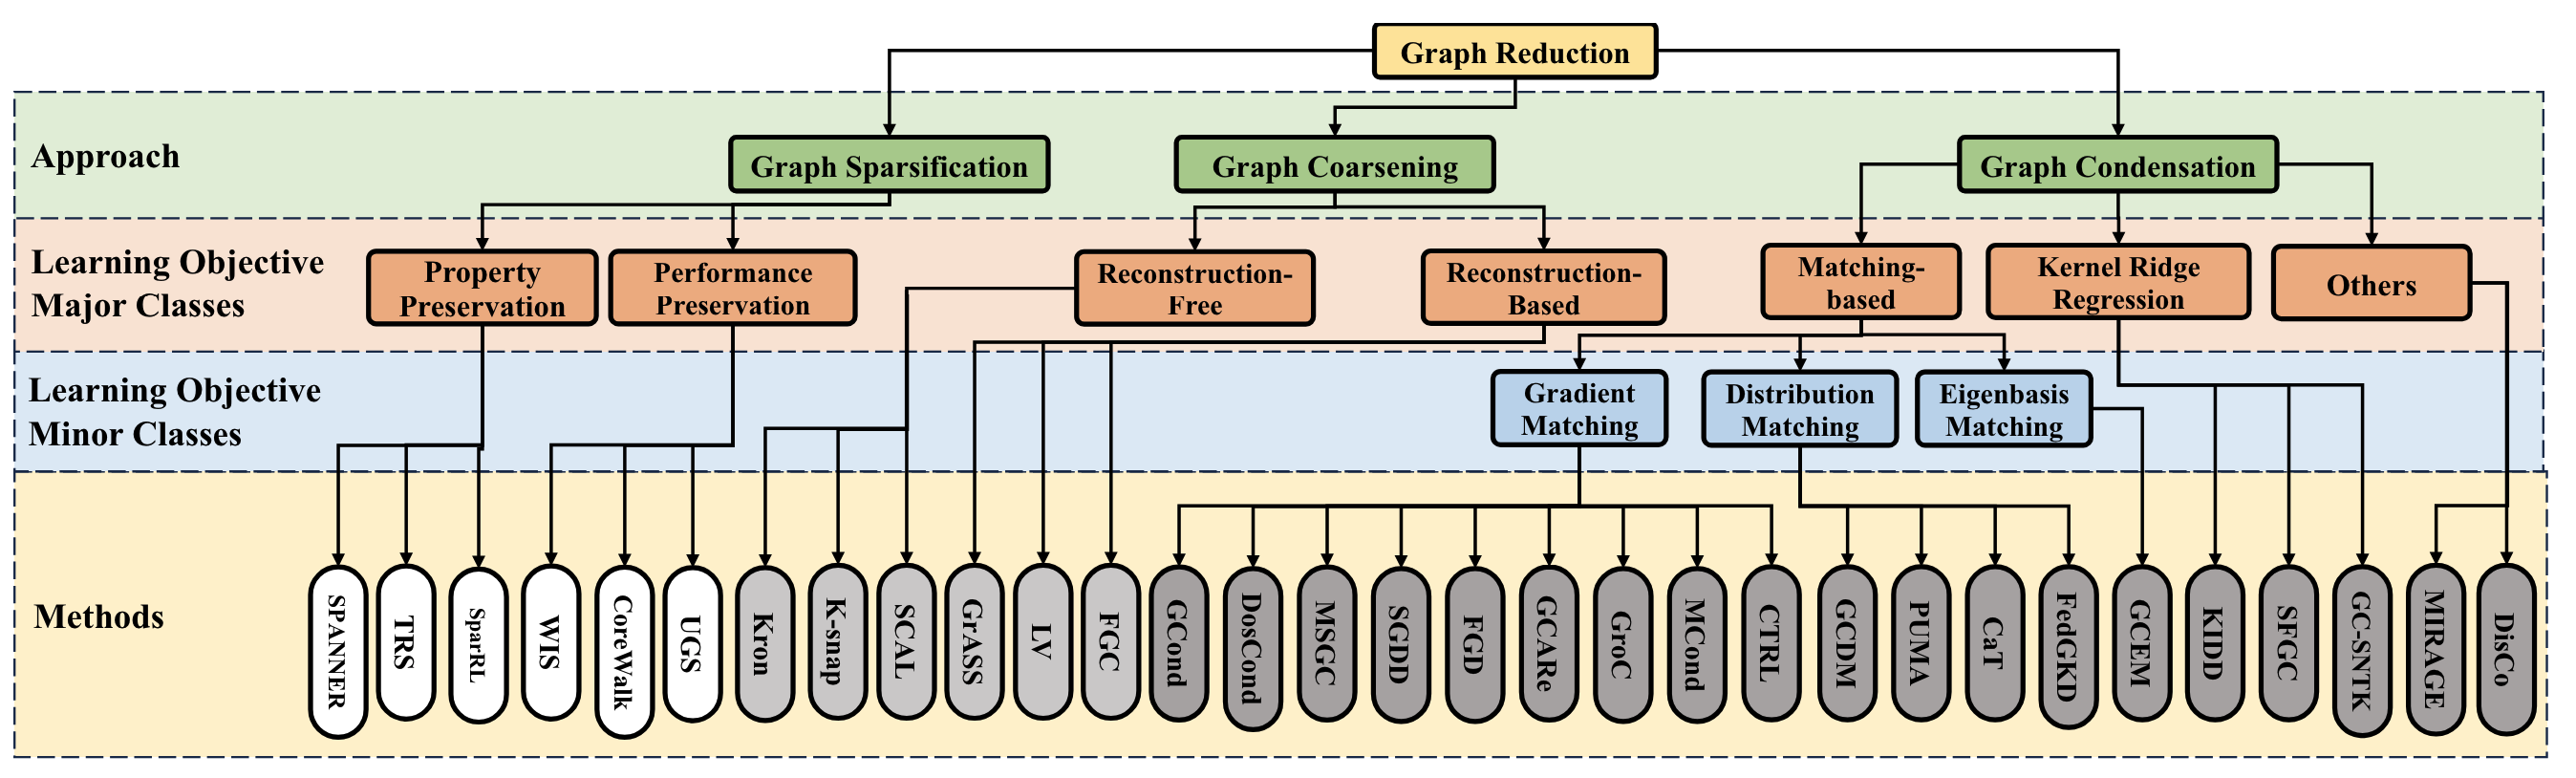 Graph Reduction
Approach
Graph Sparsification
Graph Coarsening
Graph Condensation
Learning Objective
Major Classes
Property
Preservation
Performance
Preservation
Reconstruction-
Free
Reconstruction-
Based
Matching-
based
Kernel Ridge
Regression
Others
Learning Objective
Minor Classes
Gradient
Matching
Distribution
Matching
Eigenbasis
Matching
Methods
SPANNER
TRS
SparRL
WIS
CoreWalk
UGS
Kron
K-snap
SCAL
GrASS
LV
FGC
GCond
DosCond
MSGC
SGDD
FGD
GCARe
GroC
MCond
CTRL
GCDM
PUMA
CaT
FedGKD
GCEM
KIDD
SFGC
GC-SNTK
MIRAGE
DisCo